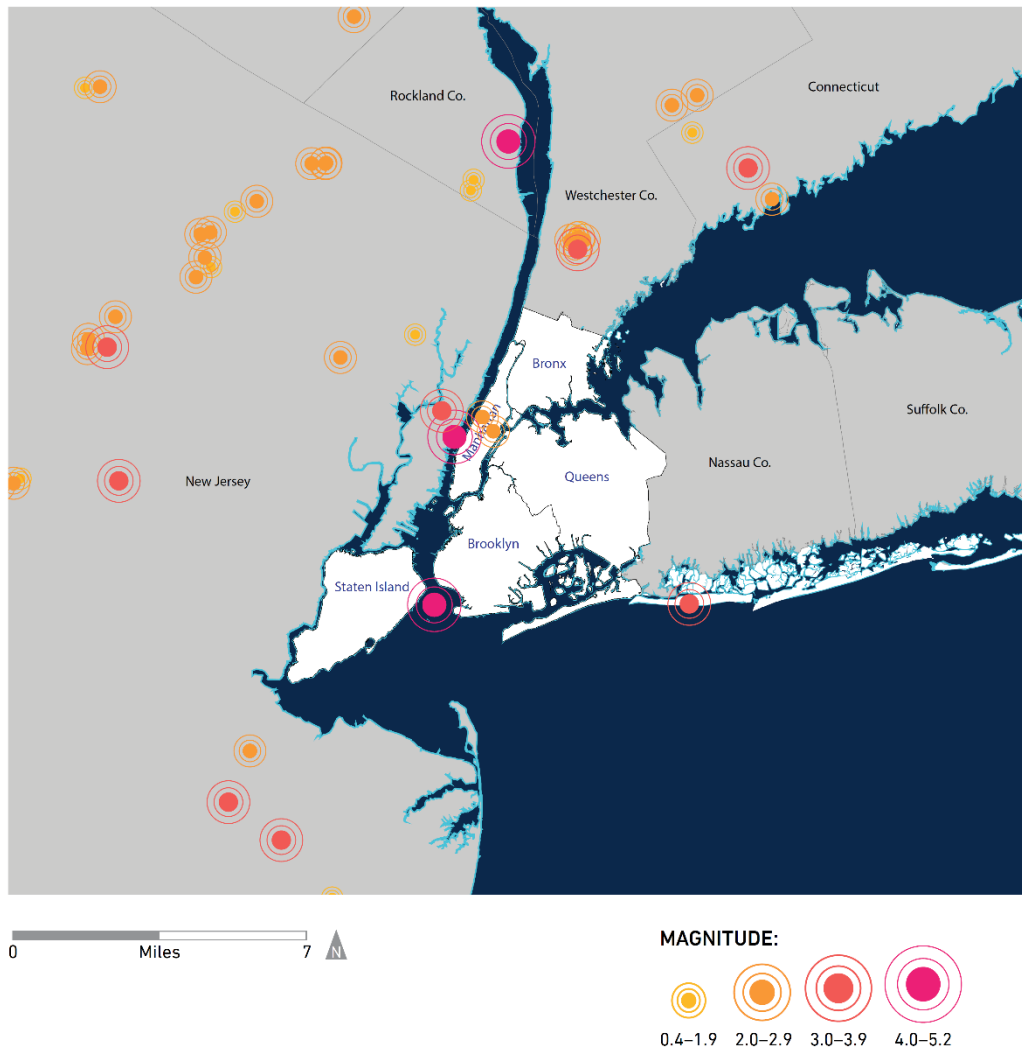 Rockland Co.
Connecticut
Westchester Co.
Bronx
Manhattan
Suffolk Co.
Nassau Co.
Queens
New Jersey
Brooklyn
Staten Island
0 Miles 7
N
MAGNITUDE:
0.4–1.9 2.0–2.9 3.0–3.9 4.0–5.2